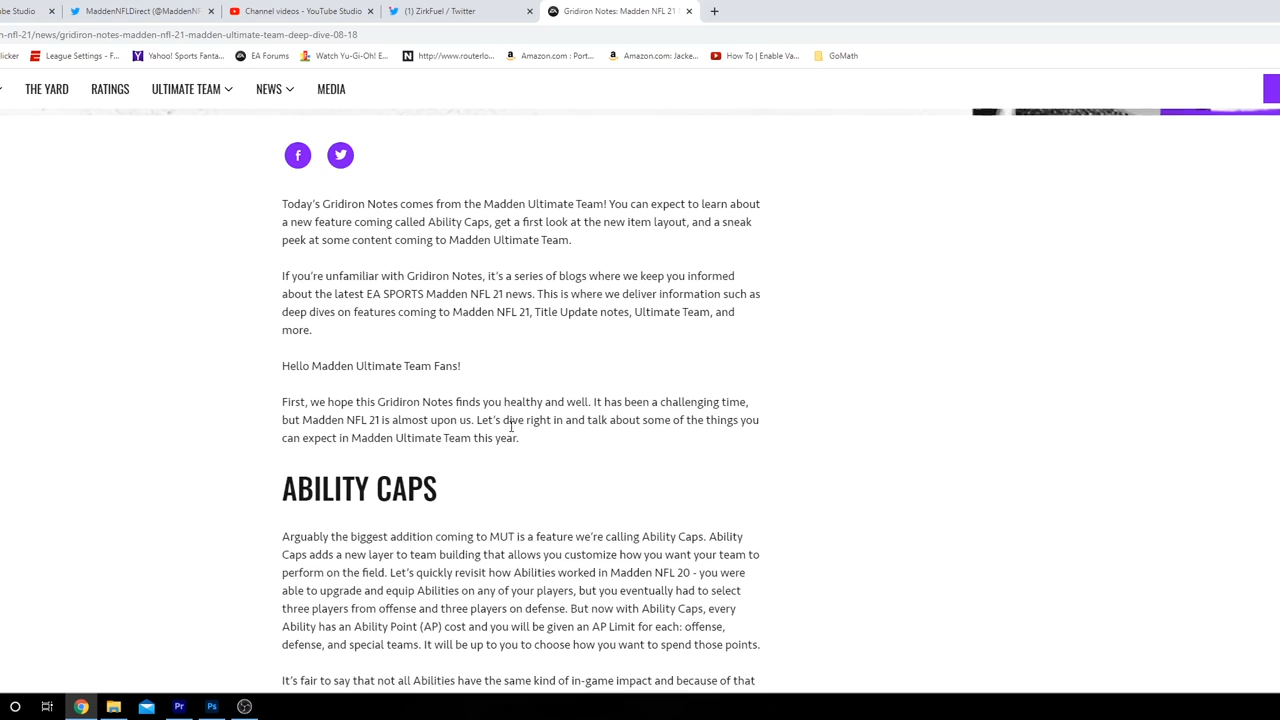 ube Studio
MaddenNFLDirect (@MaddenNF
Channel videos - YouTube Studio
(1) ZirkFuel / Twitter
Gridiron Notes: Madden NFL 21
n-nfl-21/news/gridiron-notes-madden-nfl-21-madden-ultimate-team-deep-dive-08-18
licker
League Settings - F...
Yahoo! Sports Fanta...
EA Forums
Watch Yu-Gi-Oh! E...
http://www.routerlo...
Amazon.com : Port...
Amazon.com: Jacke...
How To | Enable Va...
GoMath
THE YARD
RATINGS
ULTIMATE TEAM
NEWS
MEDIA
Today's Gridiron Notes comes from the Madden Ultimate Team! You can expect to learn about
a new feature coming called Ability Caps, get a first look at the new item layout, and a sneak
peek at some content coming to Madden Ultimate Team.
If you're unfamiliar with Gridiron Notes, it's a series of blogs where we keep you informed
about the latest EA SPORTS Madden NFL 21 news. This is where we deliver information such as
deep dives on features coming to Madden NFL 21, Title Update notes, Ultimate Team, and
more.
Hello Madden Ultimate Team Fans!
First, we hope this Gridiron Notes finds you healthy and well. It has been a challenging time,
but Madden NFL 21 is almost upon us. Let's dive right in and talk about some of the things you
can expect in Madden Ultimate Team this year.
ABILITY CAPS
Arguably the biggest addition coming to MUT is a feature we're calling Ability Caps. Ability
Caps adds a new layer to team building that allows you customize how you want your team to
perform on the field. Let's quickly revisit how Abilities worked in Madden NFL 20 - you were
able to upgrade and equip Abilities on any of your players, but you eventually had to select
three players from offense and three players on defense. But now with Ability Caps, every
Ability has an Ability Point (AP) cost and you will be given an AP Limit for each: offense,
defense, and special teams. It will be up to you to choose how you want to spend those points.
It's fair to say that not all Abilities have the same kind of in-game impact and because of that